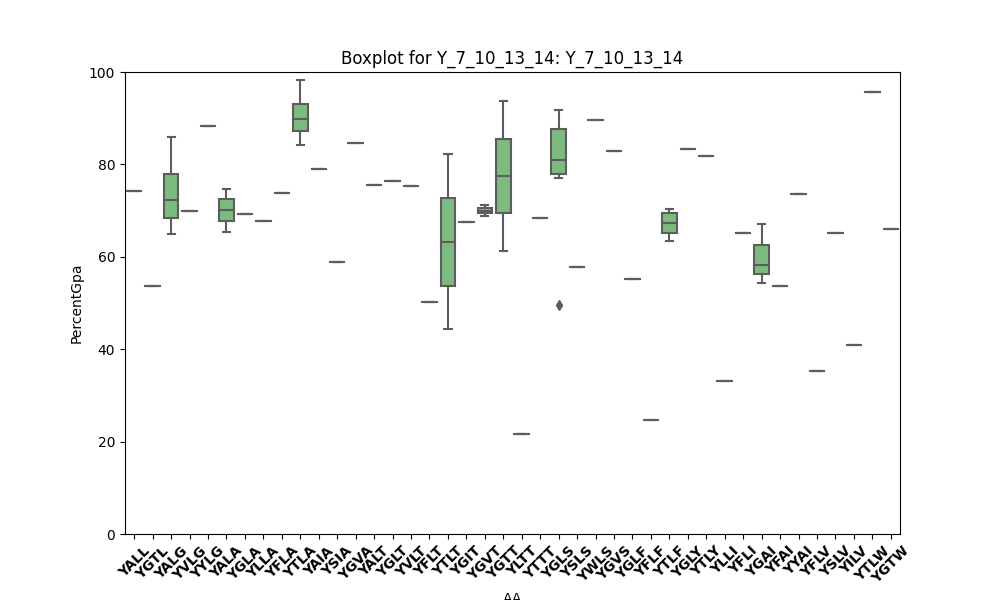 Boxplot for Y_7_10_13_14: Y_7_10_13_14
100
80
60
40
20
0
PercentGpa
YALL
YGTL
YALG
YVLG
YYLG
YALA
YGLA
YLLA
YFLA
YTLA
YAIA
YSIA
YGVA
YALT
YGLT
YVLT
YFLT
YTLT
YGIT
YGVT
YGTT
YLTT
YTTT
YGLS
YSLS
YWLS
YGVS
YGLF
YFLF
YTLF
YGLY
YTLY
YLLI
YFLI
YGAI
YFAI
YYAI
YFLV
YSLV
YILV
YTLW
YGTW
AA